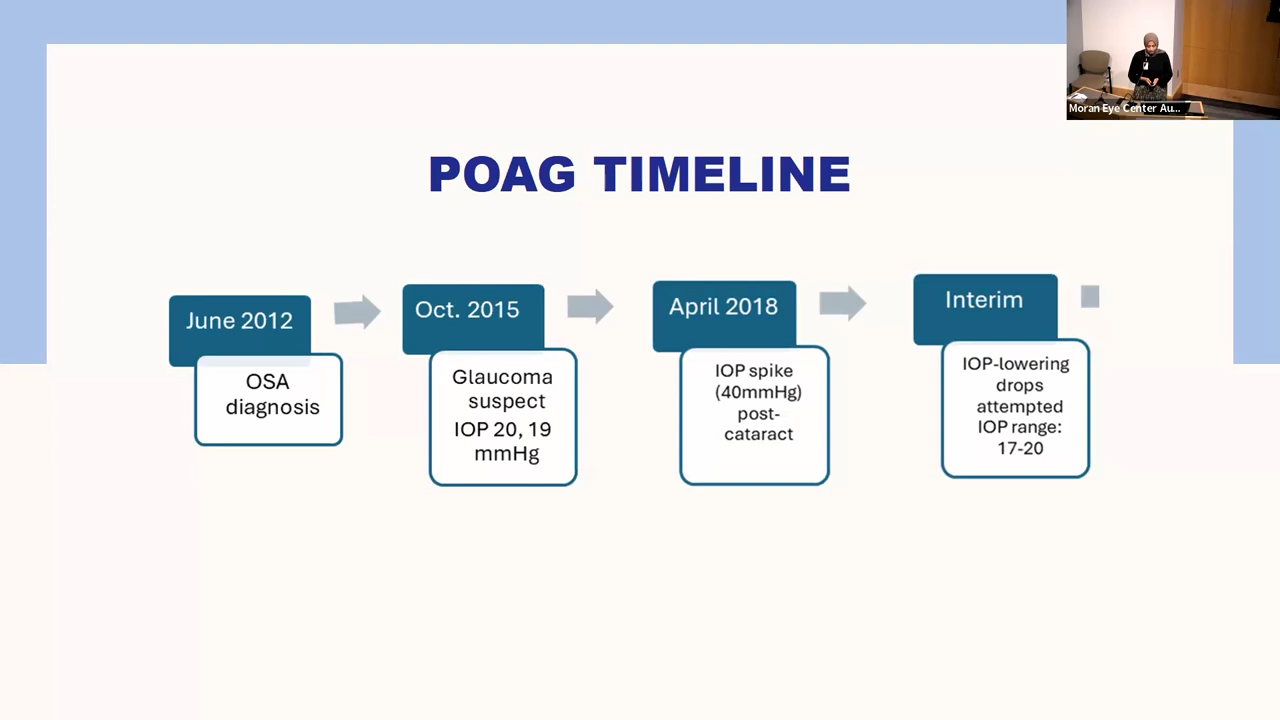 Moran Eye Center Au...
POAG TIMELINE
June 2012
OSA
diagnosis
Oct. 2015
Glaucoma
suspect
IOP 20, 19
mmHg
April 2018
IOP spike
(40mmHg)
post-
cataract
Interim
IOP-lowering
drops
attempted
IOP range:
17-20